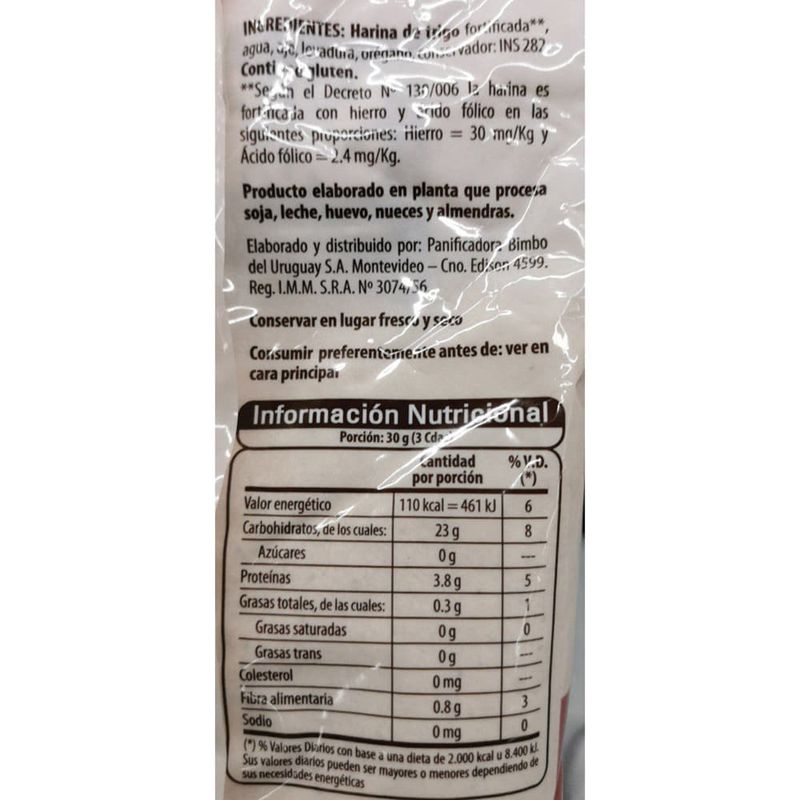 INGREDIENTES: Harina de trigo fortificada**,
agua, ajo, levadura, orégano, conservador: INS 282.
Contiene gluten.
**Según el Decreto Nº 130/006 la harina es
fortificada con hierro y ácido fólico en las
siguientes proporciones: Hierro = 30 mg/Kg y
Ácido fólico = 2.4 mg/Kg.
Producto elaborado en planta que procesa
soja, leche, huevo, nueces y almendras.
Elaborado y distribuido por: Panificadora Bimbo
del Uruguay S.A. Montevideo – Cno. Edison 4599.
Reg. I.M.M. S.R.A. Nº 3074/56
Conservar en lugar fresco y seco
Consumir preferentemente antes de: ver en
cara principal
Información Nutricional
Porción: 30 g (3 Cdas
Cantidad % V.D.
por porción (*)
Valor energético 110 kcal = 461 kJ 6
Carbohidratos, de los cuales: 23 g 8
Azúcares 0 g ---
Proteínas 3.8 g 5
Grasas totales, de las cuales: 0.3 g 1
Grasas saturadas 0 g 0
Grasas trans 0 g ---
Colesterol 0 mg ---
Fibra alimentaria 0.8 g 3
Sodio 0 mg 0
(*) % Valores Diarios con base a una dieta de 2.000 kcal u 8.400 kJ.
Sus valores diarios pueden ser mayores o menores dependiendo de
sus necesidades energéticas